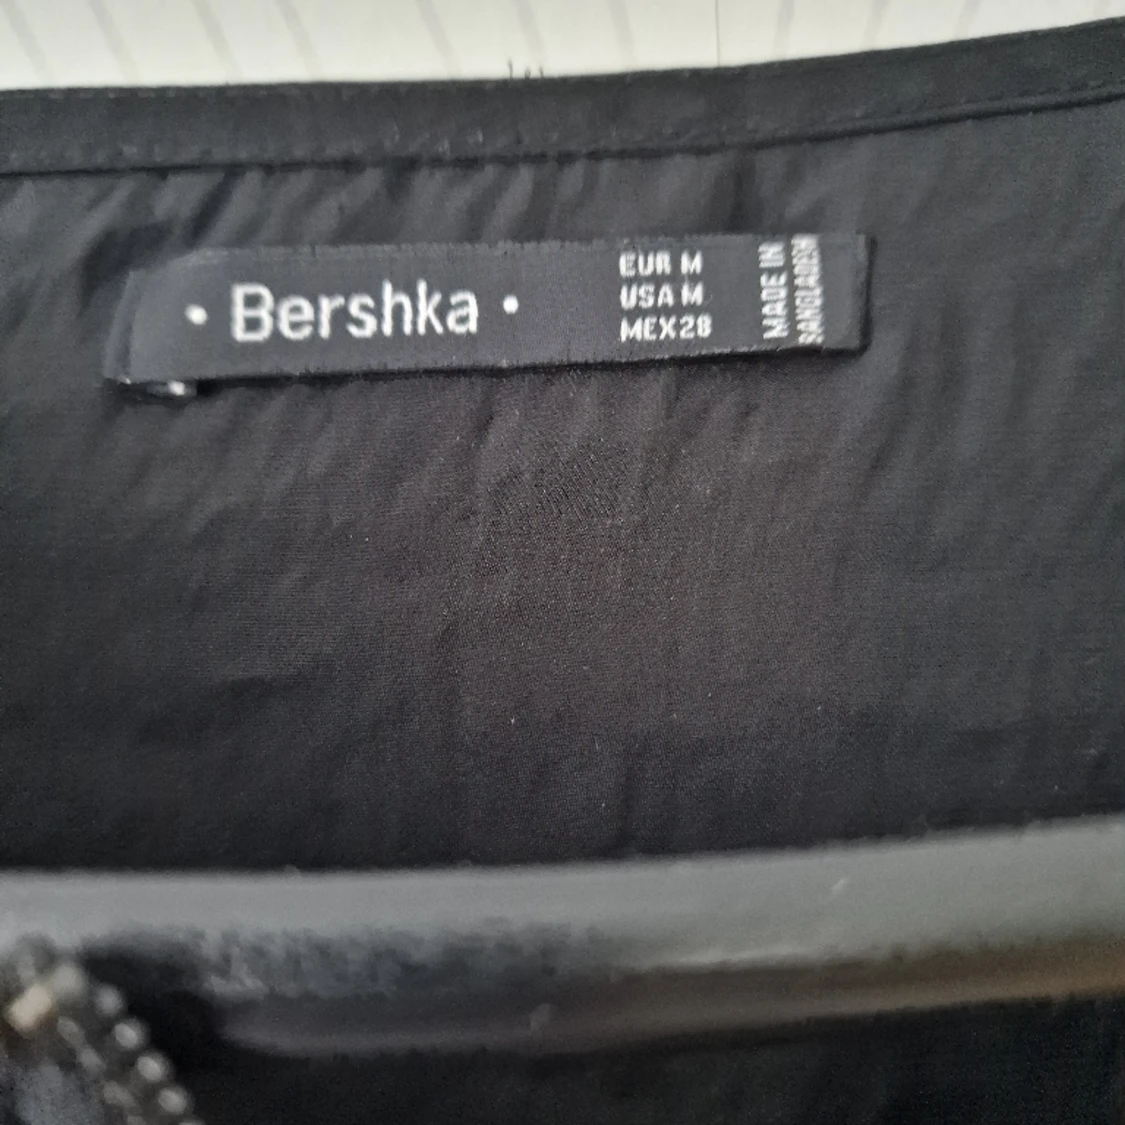 • Bershka •
EUR M
USA M
MEX 28
MADE IN
BANGLADESH